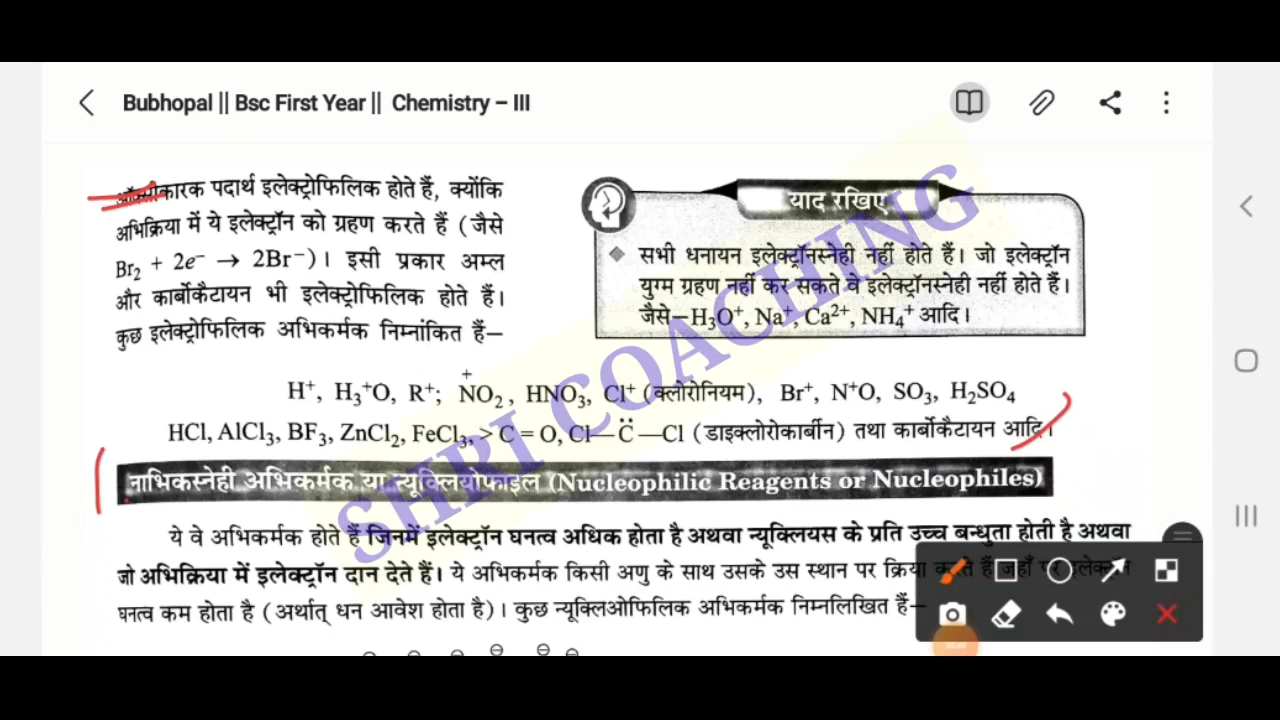 Bubhopal || Bsc First Year || Chemistry – III
ऑक्सीकारक पदार्थ इलेक्ट्रोफिलिक होते हैं, क्योंकि
अभिक्रिया में ये इलेक्ट्रॉन को ग्रहण करते हैं (जैसे
Br₂ + 2e⁻ → 2Br⁻)। इसी प्रकार अम्ल
और कार्बोकैटायन भी इलेक्ट्रोफिलिक होते हैं।
कुछ इलेक्ट्रोफिलिक अभिकर्मक निम्नांकित हैं—
याद रखिए
❖ सभी धनायन इलेक्ट्रॉनस्नेही नहीं होते हैं। जो इलेक्ट्रॉन
युग्म ग्रहण नहीं कर सकते वे इलेक्ट्रॉनस्नेही नहीं होते हैं।
जैसे—H₃O⁺, Na⁺, Ca²⁺, NH₄⁺ आदि।
H⁺, H₃⁺O, R⁺; N⁺O₂, HNO₃, Cl⁺ (क्लोरोनियम), Br⁺, N⁺O, SO₃, H₂SO₄
HCl, AlCl₃, BF₃, ZnCl₂, FeCl₃, > C = O, Cl—C̈—Cl (डाइक्लोरोकार्बीन) तथा कार्बोकैटायन आदि।
नाभिकस्नेही अभिकर्मक या न्यूक्लियोफाइल (Nucleophilic Reagents or Nucleophiles)
ये वे अभिकर्मक होते हैं जिनमें इलेक्ट्रॉन घनत्व अधिक होता है अथवा न्यूक्लियस के प्रति उच्च बन्धुता होती है अथवा
जो अभिक्रिया में इलेक्ट्रॉन दान देते हैं। ये अभिकर्मक किसी अणु के साथ उसके उस स्थान पर क्रिया करते हैं जहाँ पर इलेक्ट्रॉन
घनत्व कम होता है (अर्थात् धन आवेश होता है)। कुछ न्यूक्लिओफिलिक अभिकर्मक निम्नलिखित हैं—
SHRI COACHING